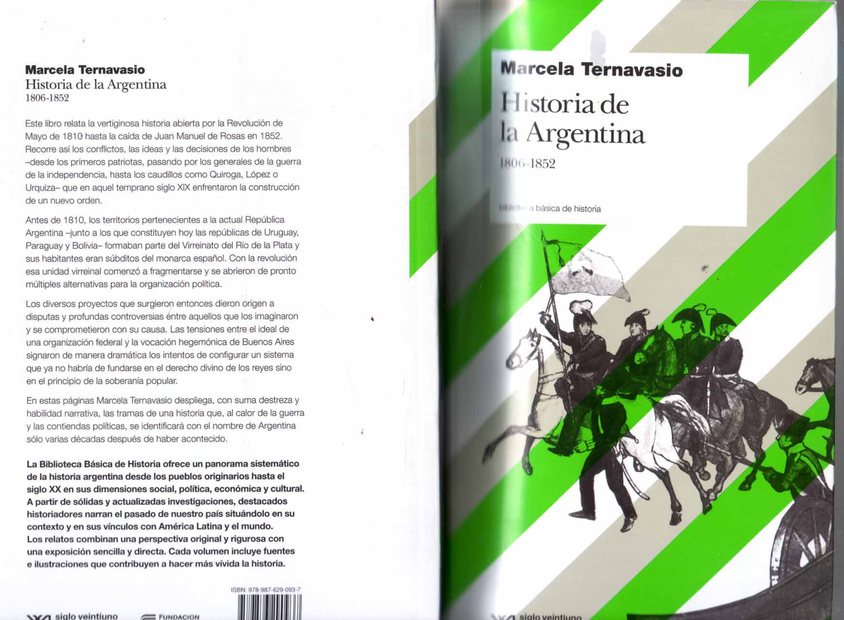 Marcela Ternavasio
Historia de la Argentina
1806-1852
Este libro relata la vertiginosa historia abierta por la Revolución de
Mayo de 1810 hasta la caída de Juan Manuel de Rosas en 1852.
Recorre así los conflictos, las ideas y las decisiones de los hombres
–desde los primeros patriotas, pasando por los generales de la guerra
de la independencia, hasta los caudillos como Quiroga, López o
Urquiza– que en aquel temprano siglo XIX enfrentaron la construcción
de un nuevo orden.
Antes de 1810, los territorios pertenecientes a la actual República
Argentina –junto a los que constituyen hoy las repúblicas de Uruguay,
Paraguay y Bolivia– formaban parte del Virreinato del Río de la Plata y
sus habitantes eran súbditos del monarca español. Con la revolución
esa unidad virreinal comenzó a fragmentarse y se abrieron de pronto
múltiples alternativas para la organización política.
Los diversos proyectos que surgieron entonces dieron origen a
disputas y profundas controversias entre aquellos que los imaginaron
y se comprometieron con su causa. Las tensiones entre el ideal de
una organización federal y la vocación hegemónica de Buenos Aires
signaron de manera dramática los intentos de configurar un sistema
que ya no habría de fundarse en el derecho divino de los reyes sino
en el principio de la soberanía popular.
En estas páginas Marcela Ternavasio despliega, con suma destreza y
habilidad narrativa, las tramas de una historia que, al calor de la guerra
y las contiendas políticas, se identificará con el nombre de Argentina
sólo varias décadas después de haber acontecido.
La Biblioteca Básica de Historia ofrece un panorama sistemático
de la historia argentina desde los pueblos originarios hasta el
siglo XX en sus dimensiones social, política, económica y cultural.
A partir de sólidas y actualizadas investigaciones, destacados
historiadores narran el pasado de nuestro país situándolo en su
contexto y en sus vínculos con América Latina y el mundo.
Los relatos combinan una perspectiva original y rigurosa con
una exposición sencilla y directa. Cada volumen incluye fuentes
e ilustraciones que contribuyen a hacer más vívida la historia.
ISBN: 978-987-629-093-7
siglo veintiuno
FUNDACION
Marcela Ternavasio
Historia de
la Argentina
1806-1852
biblioteca básica de historia
siglo veintiuno